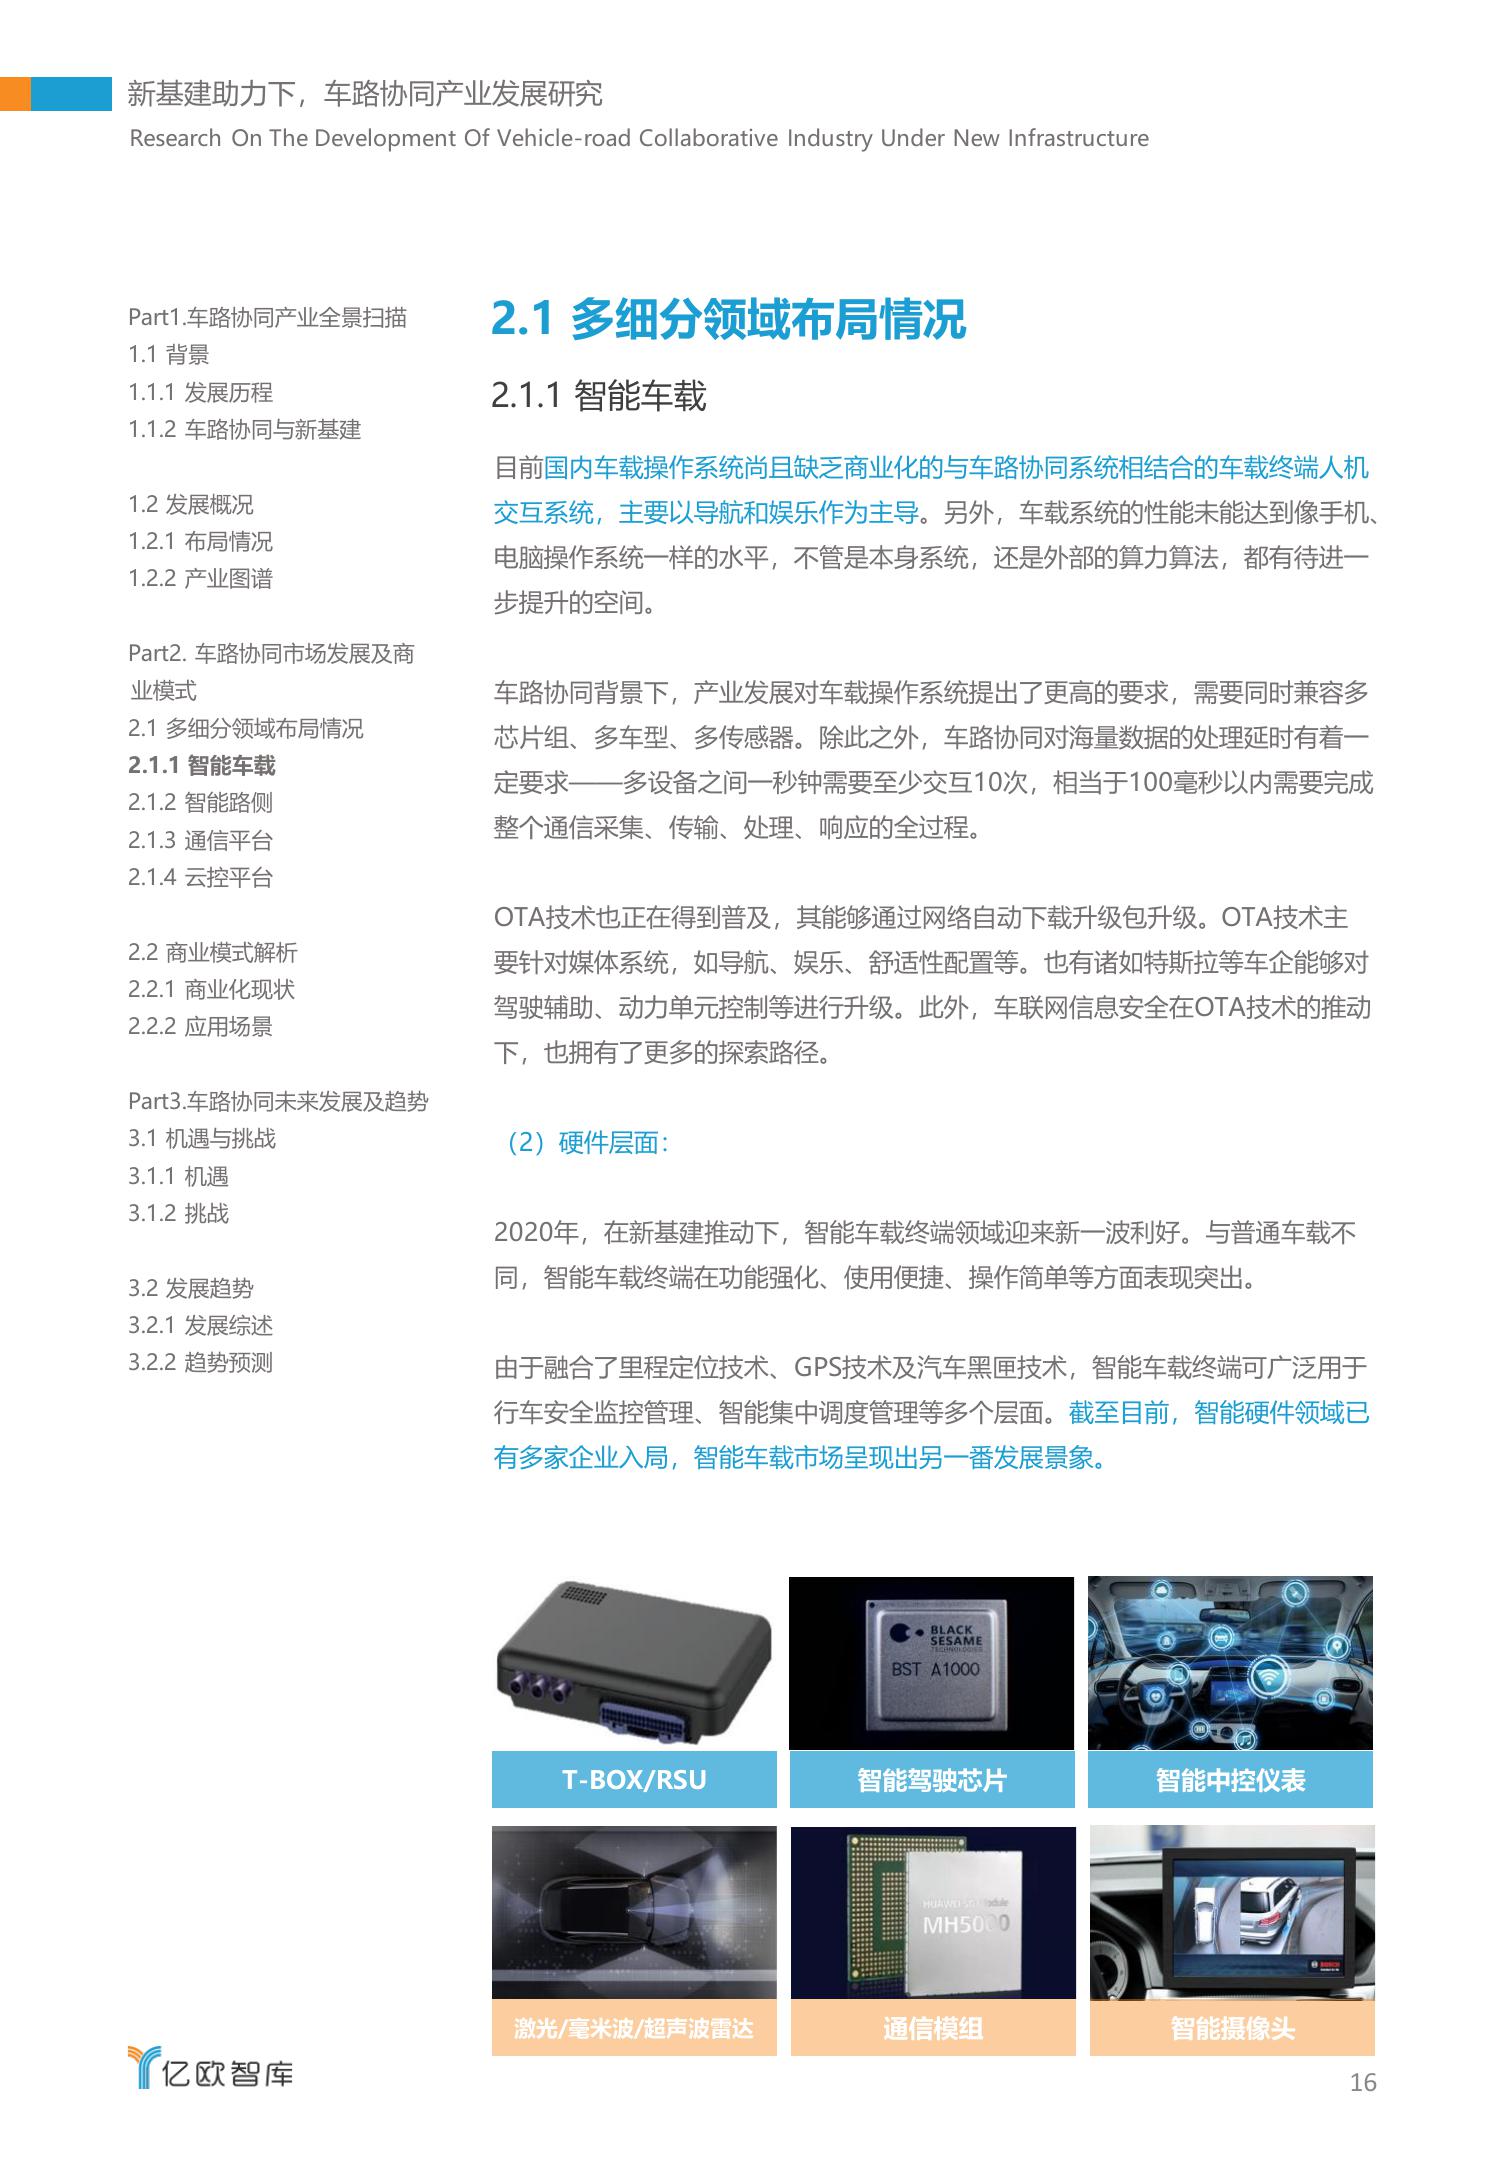 新基建助力下，车路协同产业发展研究
Research On The Development Of Vehicle-road Collaborative Industry Under New Infrastructure
Part1.车路协同产业全景扫描
1.1 背景
1.1.1 发展历程
1.1.2 车路协同与新基建
1.2 发展概况
1.2.1 布局情况
1.2.2 产业图谱
Part2. 车路协同市场发展及商
业模式
2.1 多细分领域布局情况
2.1.1 智能车载
2.1.2 智能路侧
2.1.3 通信平台
2.1.4 云控平台
2.2 商业模式解析
2.2.1 商业化现状
2.2.2 应用场景
Part3.车路协同未来发展及趋势
3.1 机遇与挑战
3.1.1 机遇
3.1.2 挑战
3.2 发展趋势
3.2.1 发展综述
3.2.2 趋势预测
2.1 多细分领域布局情况
2.1.1 智能车载
目前国内车载操作系统尚且缺乏商业化的与车路协同系统相结合的车载终端人机
交互系统，主要以导航和娱乐作为主导。另外，车载系统的性能未能达到像手机、
电脑操作系统一样的水平，不管是本身系统，还是外部的算力算法，都有待进一
步提升的空间。
车路协同背景下，产业发展对车载操作系统提出了更高的要求，需要同时兼容多
芯片组、多车型、多传感器。除此之外，车路协同对海量数据的处理延时有着一
定要求——多设备之间一秒钟需要至少交互10次，相当于100毫秒以内需要完成
整个通信采集、传输、处理、响应的全过程。
OTA技术也正在得到普及，其能够通过网络自动下载升级包升级。OTA技术主
要针对媒体系统，如导航、娱乐、舒适性配置等。也有诸如特斯拉等车企能够对
驾驶辅助、动力单元控制等进行升级。此外，车联网信息安全在OTA技术的推动
下，也拥有了更多的探索路径。
（2）硬件层面：
2020年，在新基建推动下，智能车载终端领域迎来新一波利好。与普通车载不
同，智能车载终端在功能强化、使用便捷、操作简单等方面表现突出。
由于融合了里程定位技术、GPS技术及汽车黑匣技术，智能车载终端可广泛用于
行车安全监控管理、智能集中调度管理等多个层面。截至目前，智能硬件领域已
有多家企业入局，智能车载市场呈现出另一番发展景象。
BLACK
SESAME
TECHNOLOGIES
BST A1000
T-BOX/RSU
智能驾驶芯片
智能中控仪表
HUAWEI 5G Module
MH5000
BOSCH
激光/毫米波/超声波雷达
通信模组
智能摄像头
亿欧智库
16